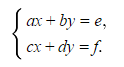 ax + by = e,
cx + dy = f.